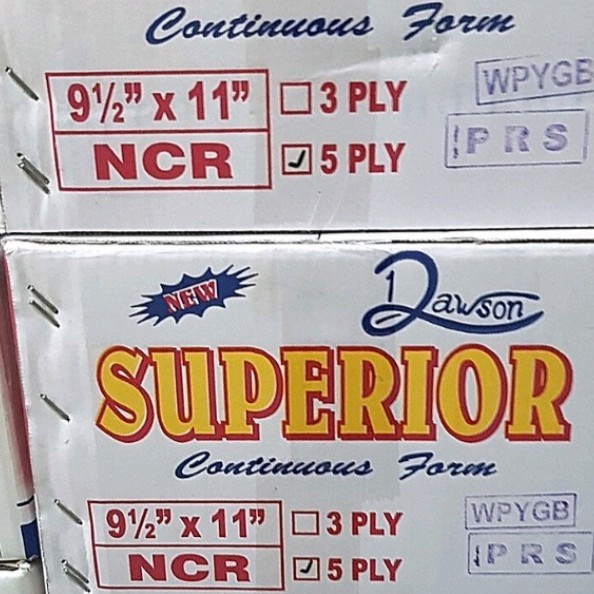 Continuous Form
9½" x 11"
NCR
3 PLY
5 PLY
WPYGB
PRS
NEW
Dawson
SUPERIOR
Continuous Form
9½" x 11"
NCR
3 PLY
5 PLY
WPYGB
PRS